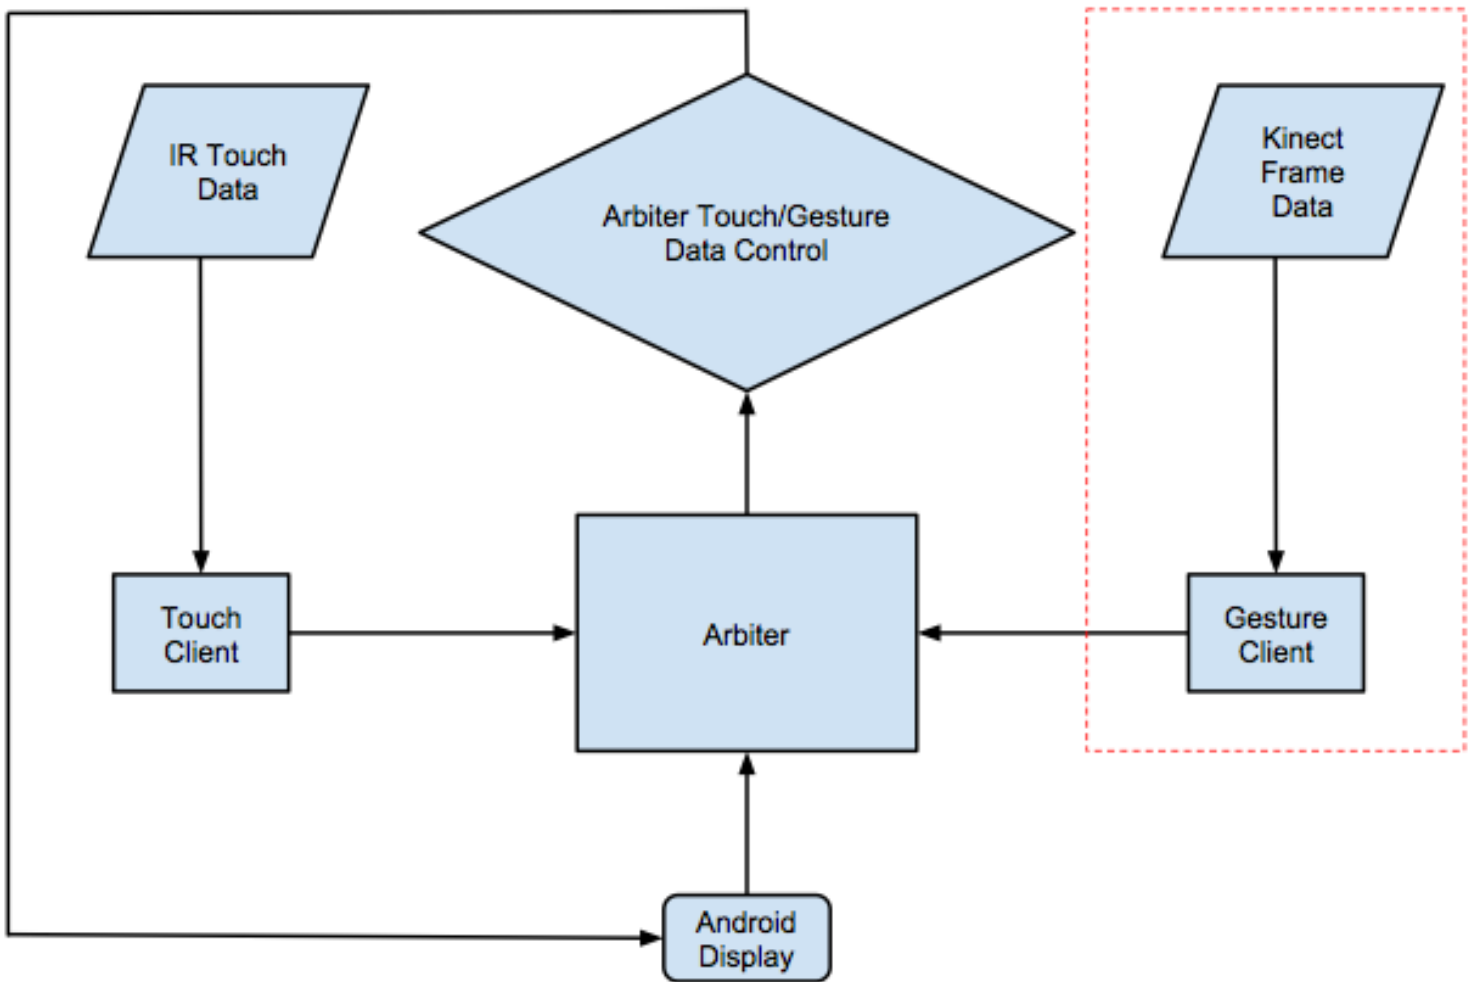 IR Touch
Data
Arbiter Touch/Gesture
Data Control
Kinect
Frame
Data
Touch
Client
Arbiter
Gesture
Client
Android
Display